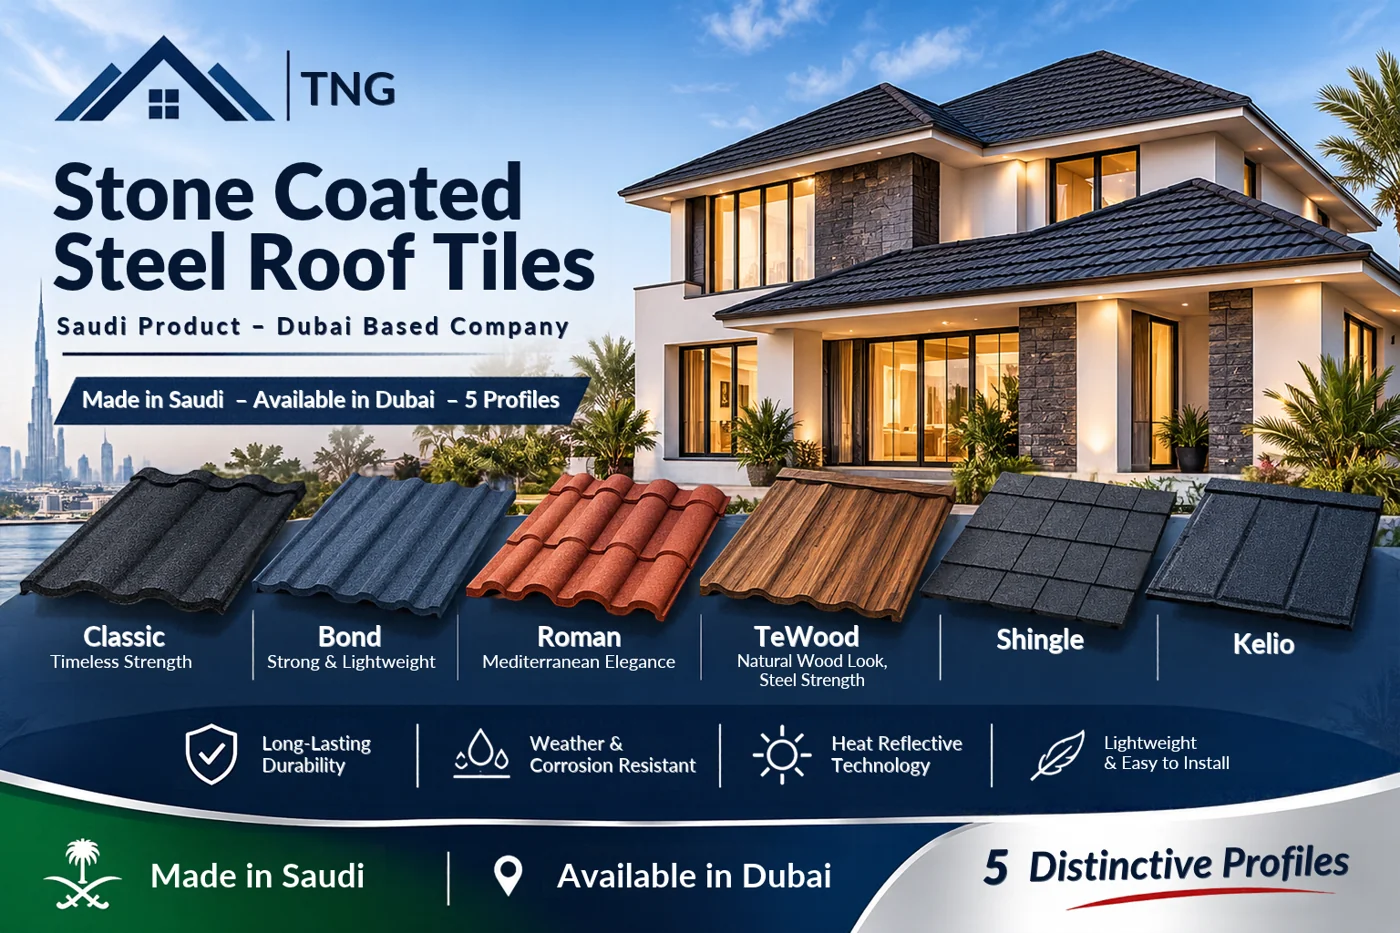 TNG
Stone Coated
Steel Roof Tiles
Saudi Product – Dubai Based Company
Made in Saudi – Available in Dubai – 5 Profiles
Classic
Timeless Strength
Bond
Strong & Lightweight
Roman
Mediterranean Elegance
TeWood
Natural Wood Look,
Steel Strength
Shingle
Kelio
Long-Lasting
Durability
Weather &
Corrosion Resistant
Heat Reflective
Technology
Lightweight
& Easy to Install
Made in Saudi
Available in Dubai
5 Distinctive Profiles